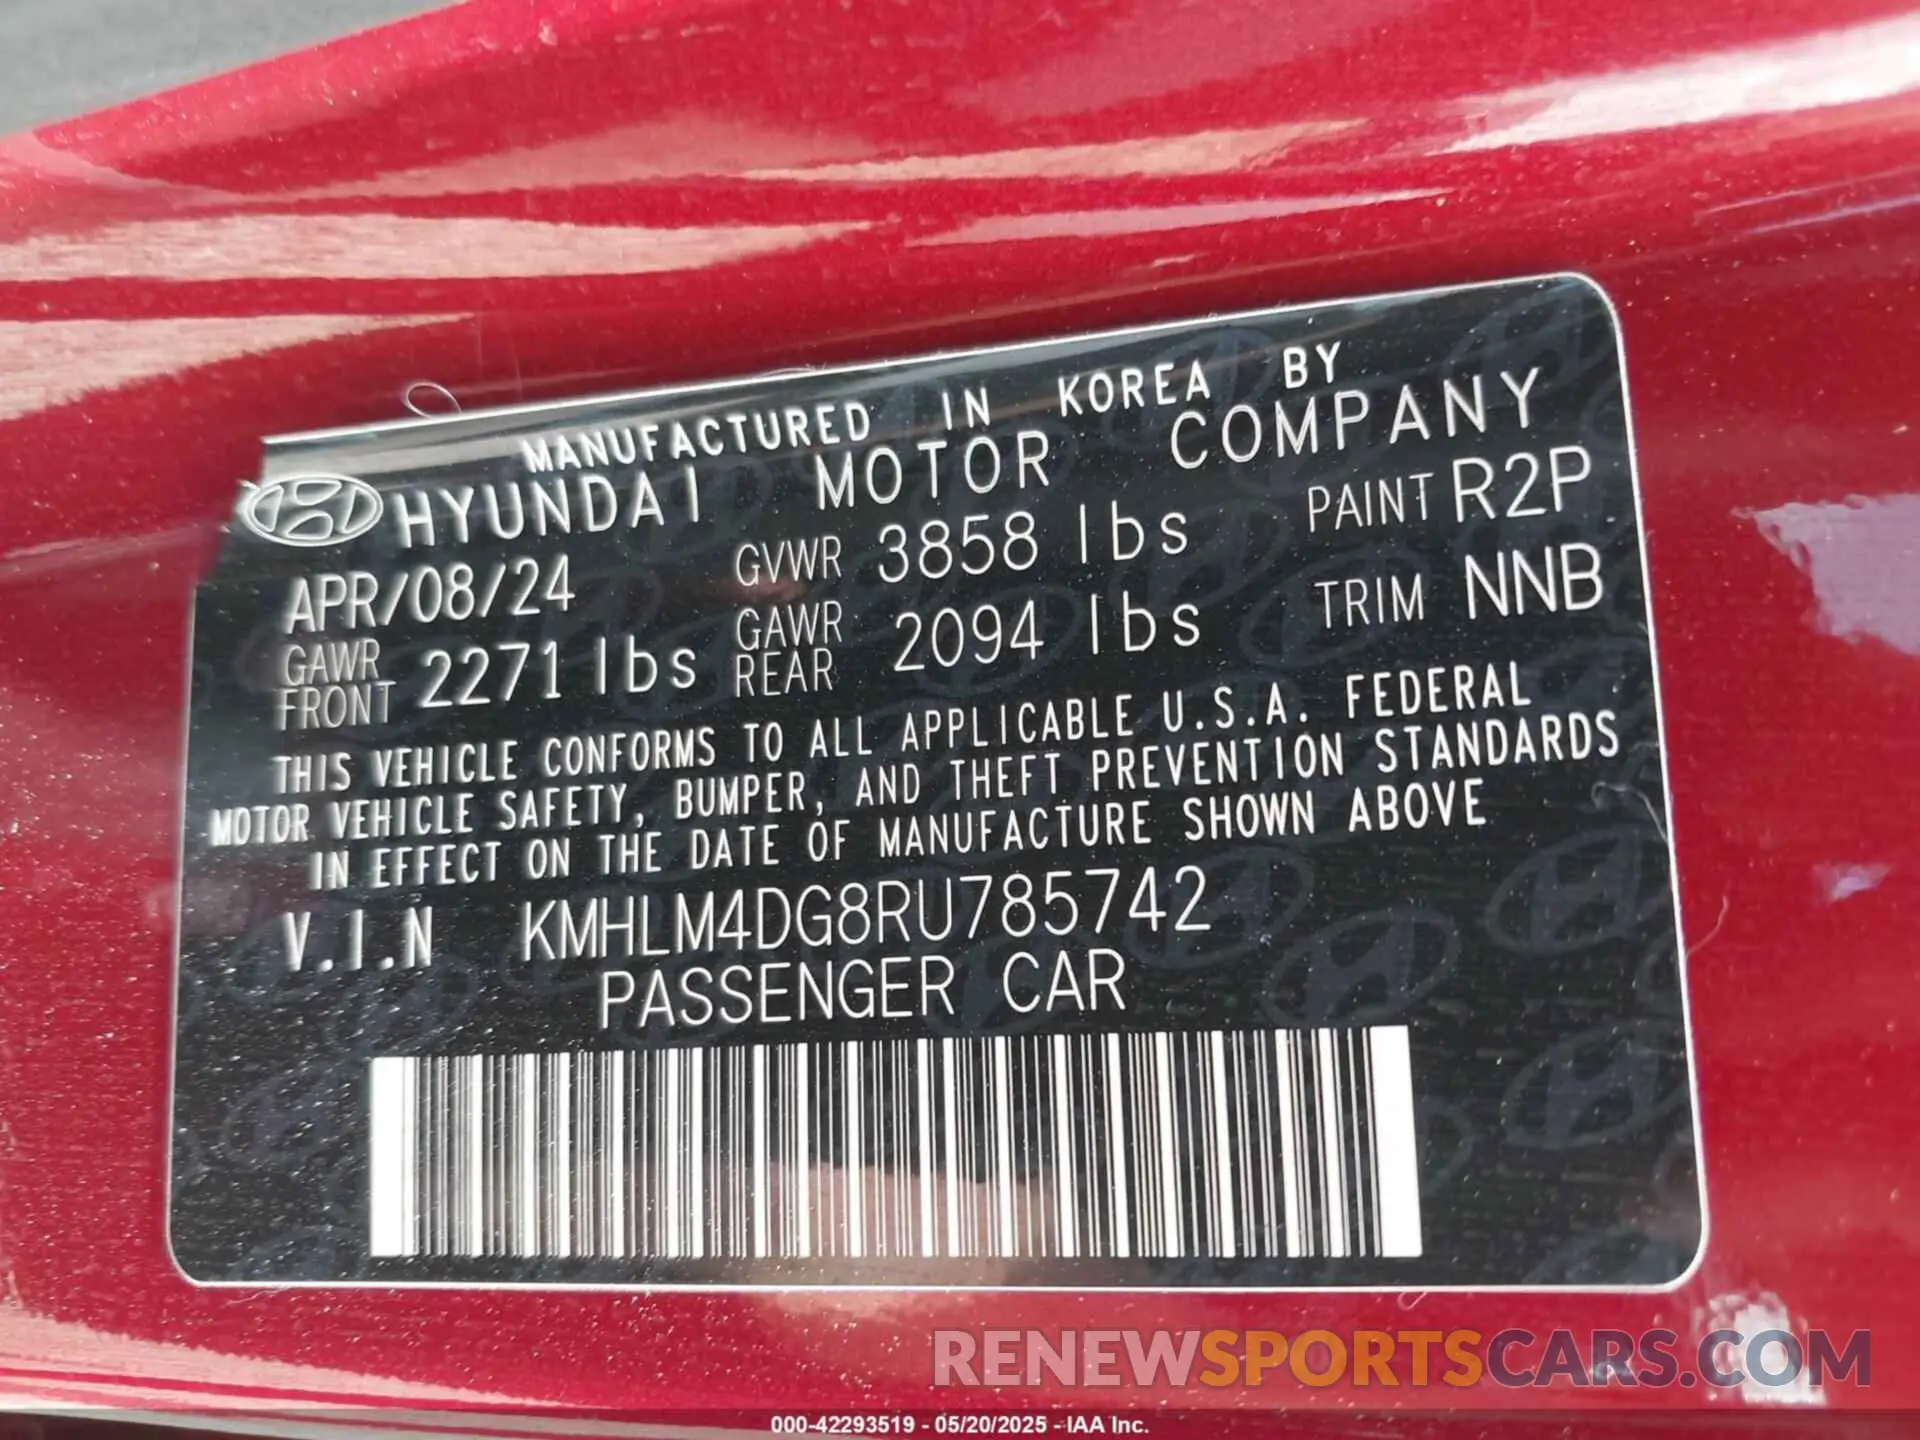 MANUFACTURED IN KOREA BY
HYUNDAI MOTOR COMPANY
APR/08/24 GVWR 3858 lbs PAINT R2P
GAWR FRONT 2271 lbs GAWR REAR 2094 lbs TRIM NNB
THIS VEHICLE CONFORMS TO ALL APPLICABLE U.S.A. FEDERAL
MOTOR VEHICLE SAFETY, BUMPER, AND THEFT PREVENTION STANDARDS
IN EFFECT ON THE DATE OF MANUFACTURE SHOWN ABOVE
V.I.N KMHLM4DG8RU785742
PASSENGER CAR
RENEWSPORTSCARS.COM
000-42293519 - 05/20/2025 - IAA Inc.